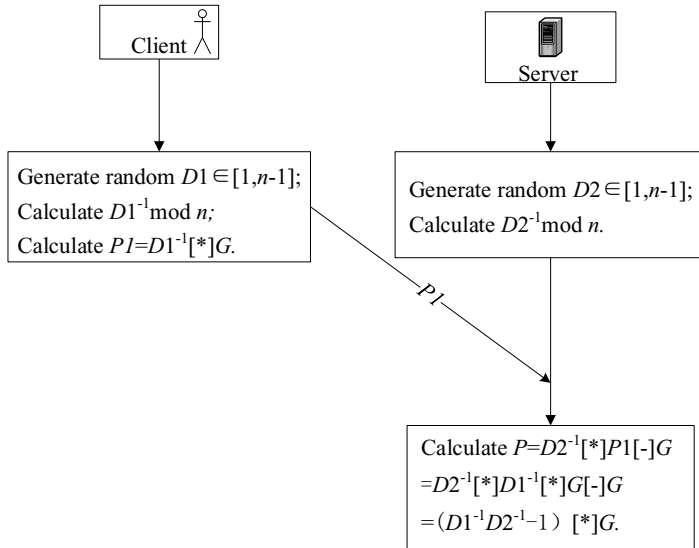 Client
Server
Generate random D1∈[1,n-1];
Calculate D1⁻¹mod n;
Calculate P1=D1⁻¹[*]G.
Generate random D2∈[1,n-1];
Calculate D2⁻¹mod n.
P1
Calculate P=D2⁻¹[*]P1[-]G
=D2⁻¹[*]D1⁻¹[*]G[-]G
=（D1⁻¹D2⁻¹−1）[*]G.